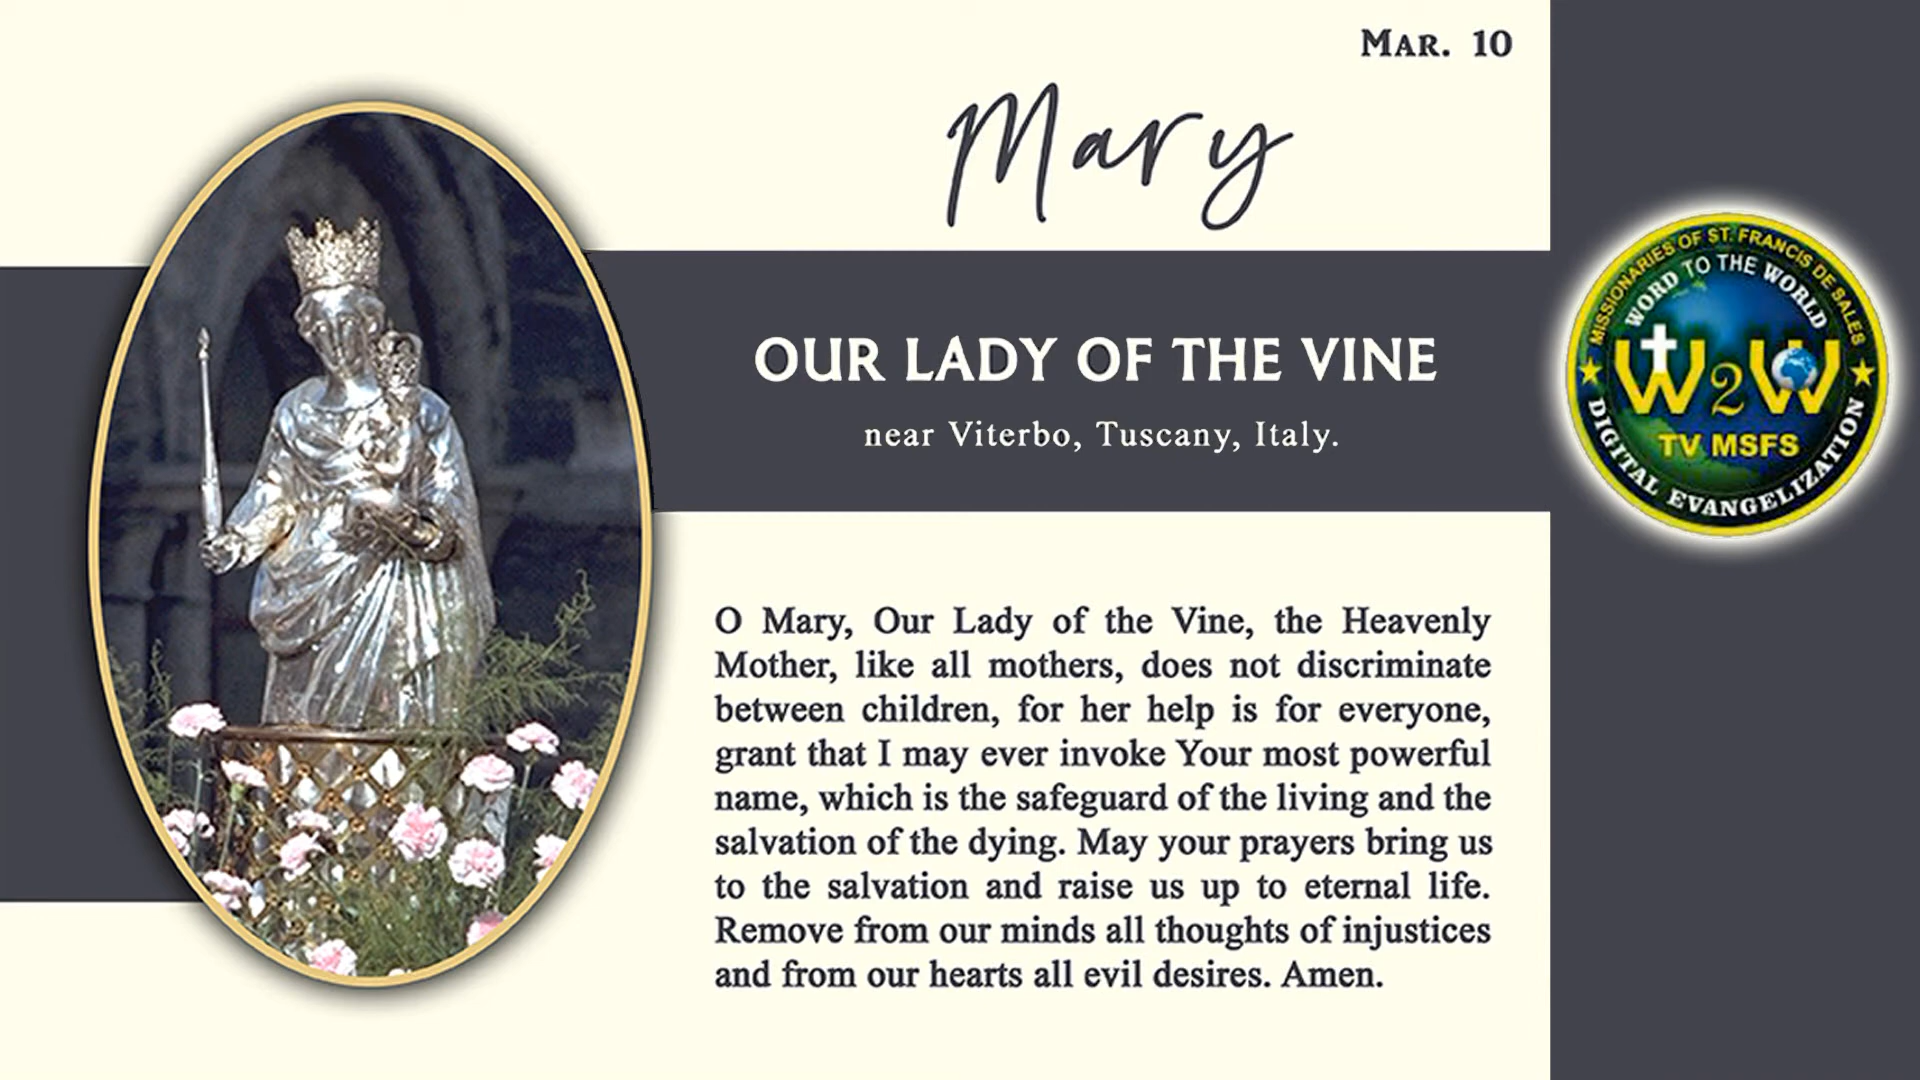 MAR. 10
Mary
OUR LADY OF THE VINE
near Viterbo, Tuscany, Italy.
O Mary, Our Lady of the Vine, the Heavenly
Mother, like all mothers, does not discriminate
between children, for her help is for everyone,
grant that I may ever invoke Your most powerful
name, which is the safeguard of the living and the
salvation of the dying. May your prayers bring us
to the salvation and raise us up to eternal life.
Remove from our minds all thoughts of injustices
and from our hearts all evil desires. Amen.
MISSIONARIES OF ST. FRANCIS DE SALES
WORD TO THE WORLD
W2W
TV MSFS
DIGITAL EVANGELIZATION